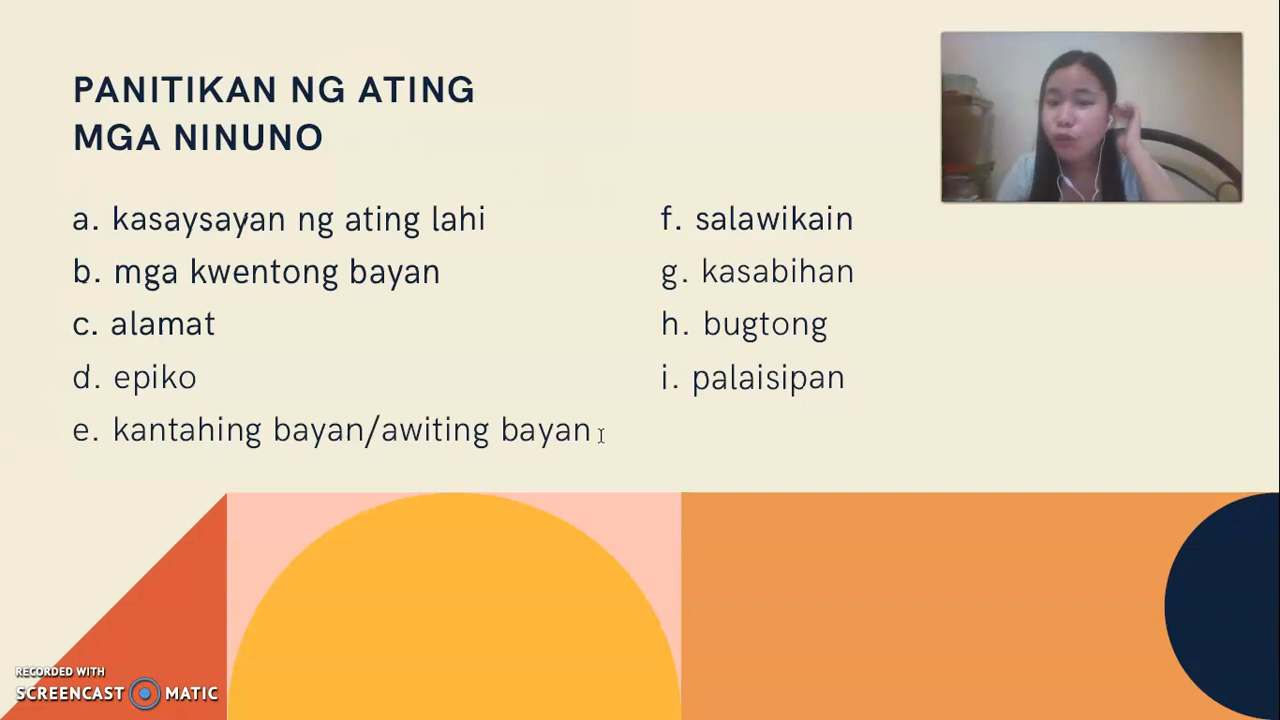 PANITIKAN NG ATING
MGA NINUNO
a. kasaysayan ng ating lahi
b. mga kwentong bayan
c. alamat
d. epiko
e. kantahing bayan/awiting bayan
f. salawikain
g. kasabihan
h. bugtong
i. palaisipan
RECORDED WITH
SCREENCAST MATIC